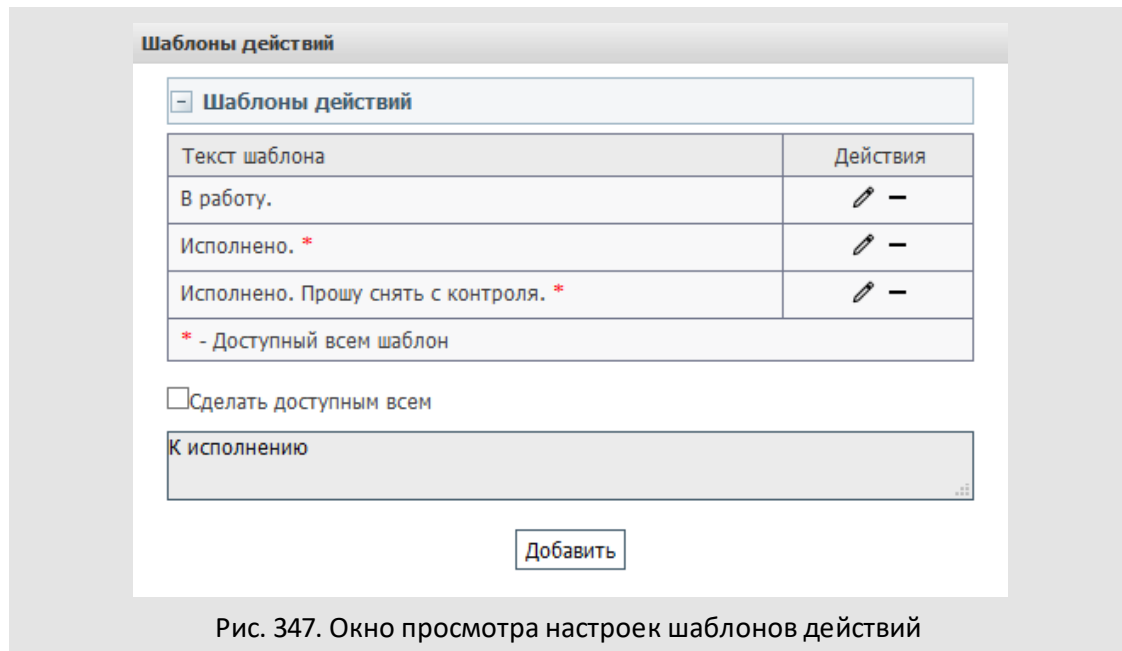 Шаблоны действий
Шаблоны действий
Текст шаблона Действия
В работу.
Исполнено. *
Исполнено. Прошу снять с контроля. *
* - Доступный всем шаблон
Сделать доступным всем
К исполнению
Добавить
Рис. 347. Окно просмотра настроек шаблонов действий